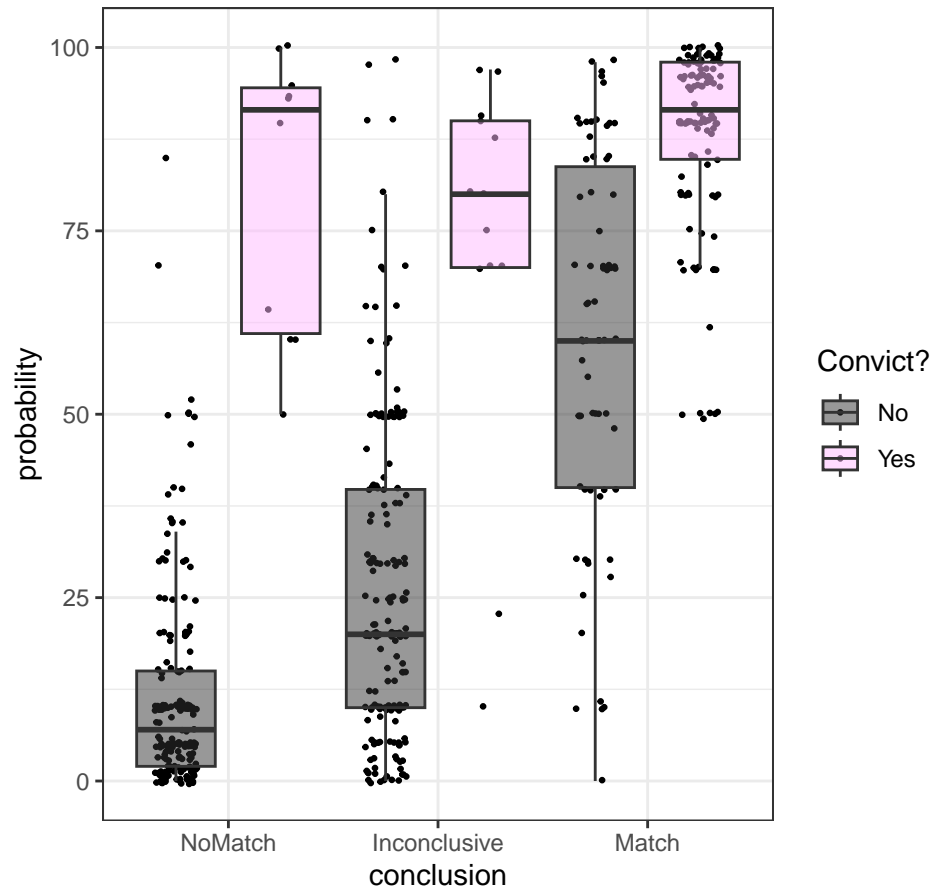 probability
100
75
50
25
0
NoMatch
Inconclusive
Match
conclusion
Convict?
No
Yes